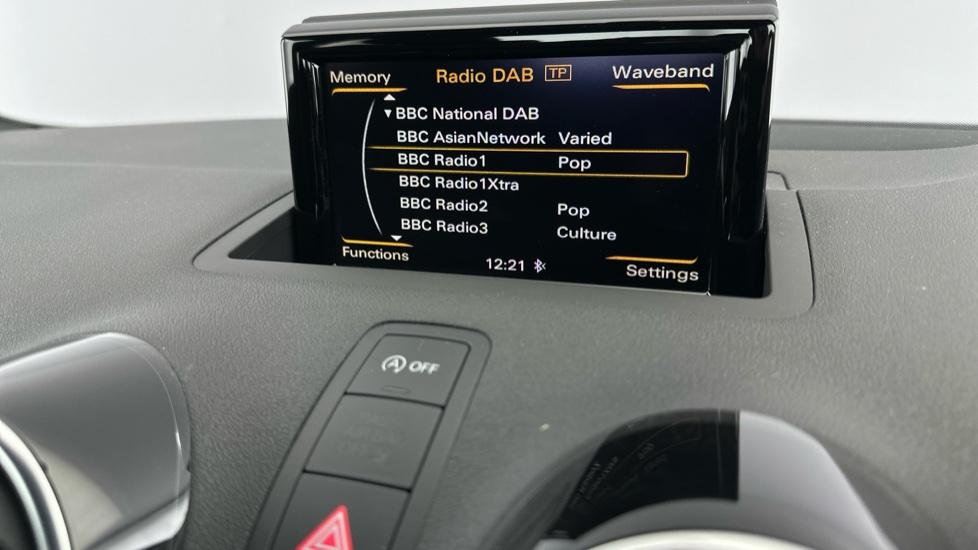 Memory Radio DAB TP Waveband
BBC National DAB
BBC AsianNetwork Varied
BBC Radio1 Pop
BBC Radio1Xtra
BBC Radio2 Pop
BBC Radio3 Culture
Functions 12:21 Settings
A OFF